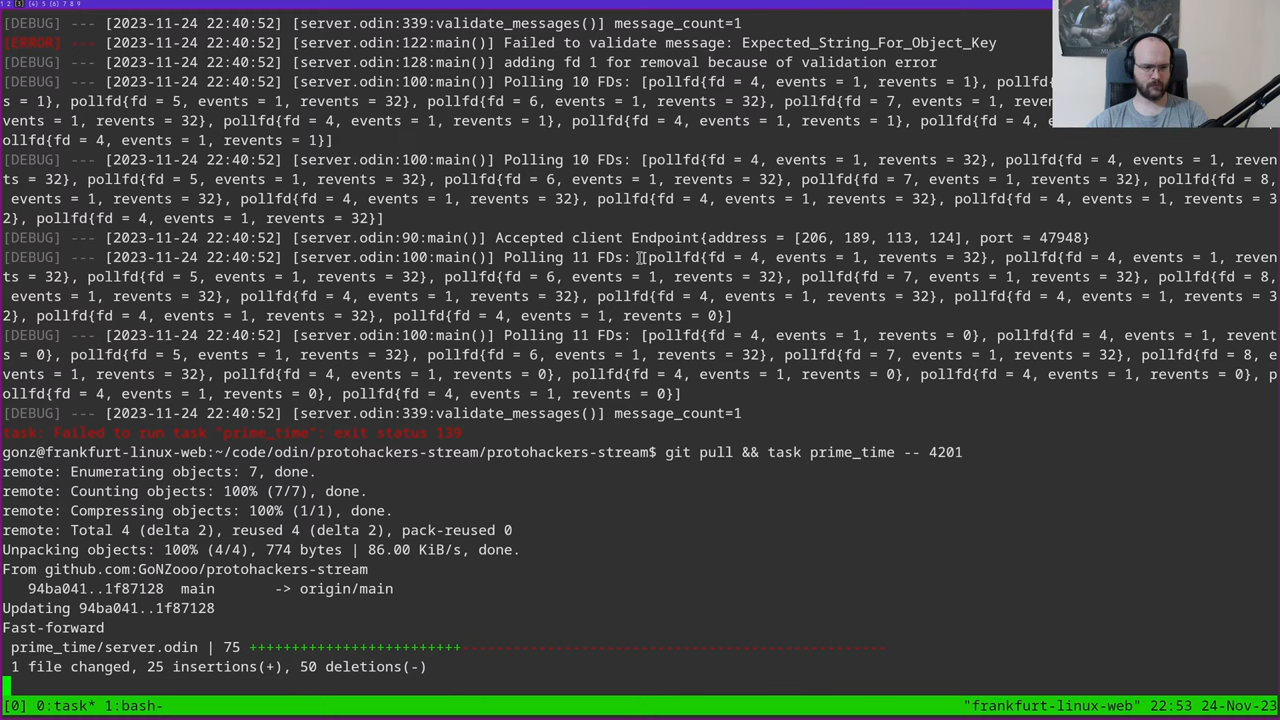 1 2 [3] (4) 5 (6) 7 8 9
[DEBUG] --- [2023-11-24 22:40:52] [server.odin:339:validate_messages()] message_count=1
[ERROR] --- [2023-11-24 22:40:52] [server.odin:122:main()] Failed to validate message: Expected_String_For_Object_Key
[DEBUG] --- [2023-11-24 22:40:52] [server.odin:128:main()] adding fd 1 for removal because of validation error
[DEBUG] --- [2023-11-24 22:40:52] [server.odin:100:main()] Polling 10 FDs: [pollfd{fd = 4, events = 1, revents = 1}, pollfd{fd = 4, event
s = 1}, pollfd{fd = 5, events = 1, revents = 32}, pollfd{fd = 6, events = 1, revents = 32}, pollfd{fd = 7, events = 1, reven
vents = 1, revents = 32}, pollfd{fd = 4, events = 1, revents = 1}, pollfd{fd = 4, events = 1, revents = 1}, pollfd{fd = 4, e
ollfd{fd = 4, events = 1, revents = 1}]
[DEBUG] --- [2023-11-24 22:40:52] [server.odin:100:main()] Polling 10 FDs: [pollfd{fd = 4, events = 1, revents = 32}, pollfd{fd = 4, events = 1, reven
ts = 32}, pollfd{fd = 5, events = 1, revents = 32}, pollfd{fd = 6, events = 1, revents = 32}, pollfd{fd = 7, events = 1, revents = 32}, pollfd{fd = 8,
events = 1, revents = 32}, pollfd{fd = 4, events = 1, revents = 32}, pollfd{fd = 4, events = 1, revents = 32}, pollfd{fd = 4, events = 1, revents = 3
2}, pollfd{fd = 4, events = 1, revents = 32}]
[DEBUG] --- [2023-11-24 22:40:52] [server.odin:90:main()] Accepted client Endpoint{address = [206, 189, 113, 124], port = 47948}
[DEBUG] --- [2023-11-24 22:40:52] [server.odin:100:main()] Polling 11 FDs: [pollfd{fd = 4, events = 1, revents = 32}, pollfd{fd = 4, events = 1, reven
ts = 32}, pollfd{fd = 5, events = 1, revents = 32}, pollfd{fd = 6, events = 1, revents = 32}, pollfd{fd = 7, events = 1, revents = 32}, pollfd{fd = 8,
events = 1, revents = 32}, pollfd{fd = 4, events = 1, revents = 32}, pollfd{fd = 4, events = 1, revents = 32}, pollfd{fd = 4, events = 1, revents = 3
2}, pollfd{fd = 4, events = 1, revents = 32}, pollfd{fd = 4, events = 1, revents = 0}]
[DEBUG] --- [2023-11-24 22:40:52] [server.odin:100:main()] Polling 11 FDs: [pollfd{fd = 4, events = 1, revents = 0}, pollfd{fd = 4, events = 1, revent
s = 0}, pollfd{fd = 5, events = 1, revents = 32}, pollfd{fd = 6, events = 1, revents = 32}, pollfd{fd = 7, events = 1, revents = 32}, pollfd{fd = 8, e
vents = 1, revents = 32}, pollfd{fd = 4, events = 1, revents = 0}, pollfd{fd = 4, events = 1, revents = 0}, pollfd{fd = 4, events = 1, revents = 0}, p
ollfd{fd = 4, events = 1, revents = 0}, pollfd{fd = 4, events = 1, revents = 0}]
[DEBUG] --- [2023-11-24 22:40:52] [server.odin:339:validate_messages()] message_count=1
task: Failed to run task "prime_time": exit status 139
gonz@frankfurt-linux-web:~/code/odin/protohackers-stream/protohackers-stream$ git pull && task prime_time -- 4201
remote: Enumerating objects: 7, done.
remote: Counting objects: 100% (7/7), done.
remote: Compressing objects: 100% (1/1), done.
remote: Total 4 (delta 2), reused 4 (delta 2), pack-reused 0
Unpacking objects: 100% (4/4), 774 bytes | 86.00 KiB/s, done.
From github.com:GoNZooo/protohackers-stream
94ba041..1f87128 main -> origin/main
Updating 94ba041..1f87128
Fast-forward
prime_time/server.odin | 75 +++++++++++++++++++++++++--------------------------------------------------
1 file changed, 25 insertions(+), 50 deletions(-)
[0] 0:task* 1:bash- "frankfurt-linux-web" 22:53 24-Nov-23